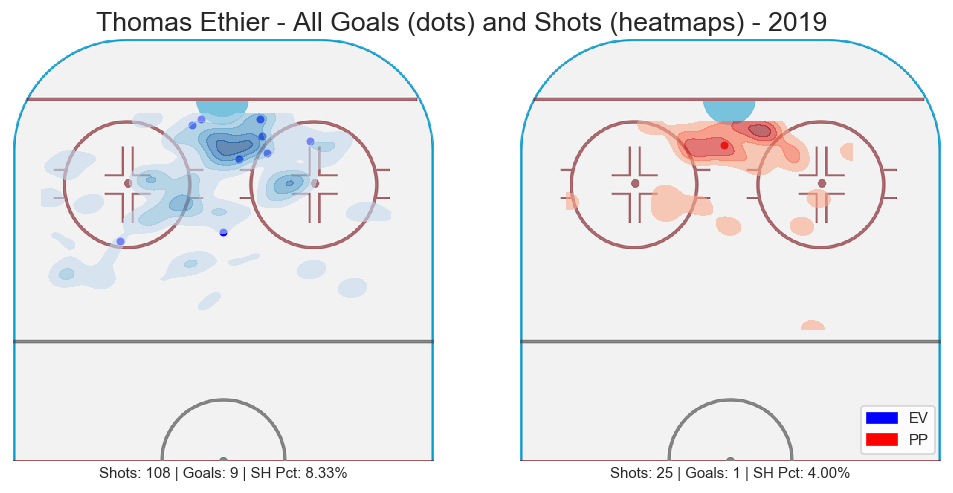 Thomas Ethier - All Goals (dots) and Shots (heatmaps) - 2019
EV
PP
Shots: 108 | Goals: 9 | SH Pct: 8.33%
Shots: 25 | Goals: 1 | SH Pct: 4.00%